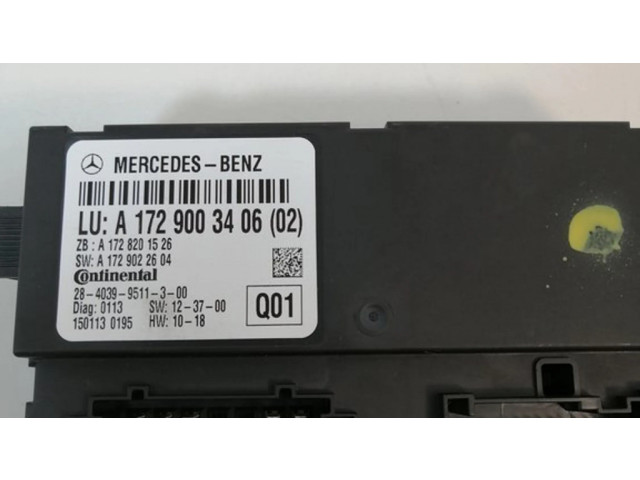 MERCEDES-BENZ
LU: A 172 900 34 06 (02)
ZB : A 172 820 15 26
SW: A 172 902 26 04
Continental
28-4039-9511-3-00
Diag: 0113 SW: 12-37-00
150113 0195 HW: 10-18
Q01